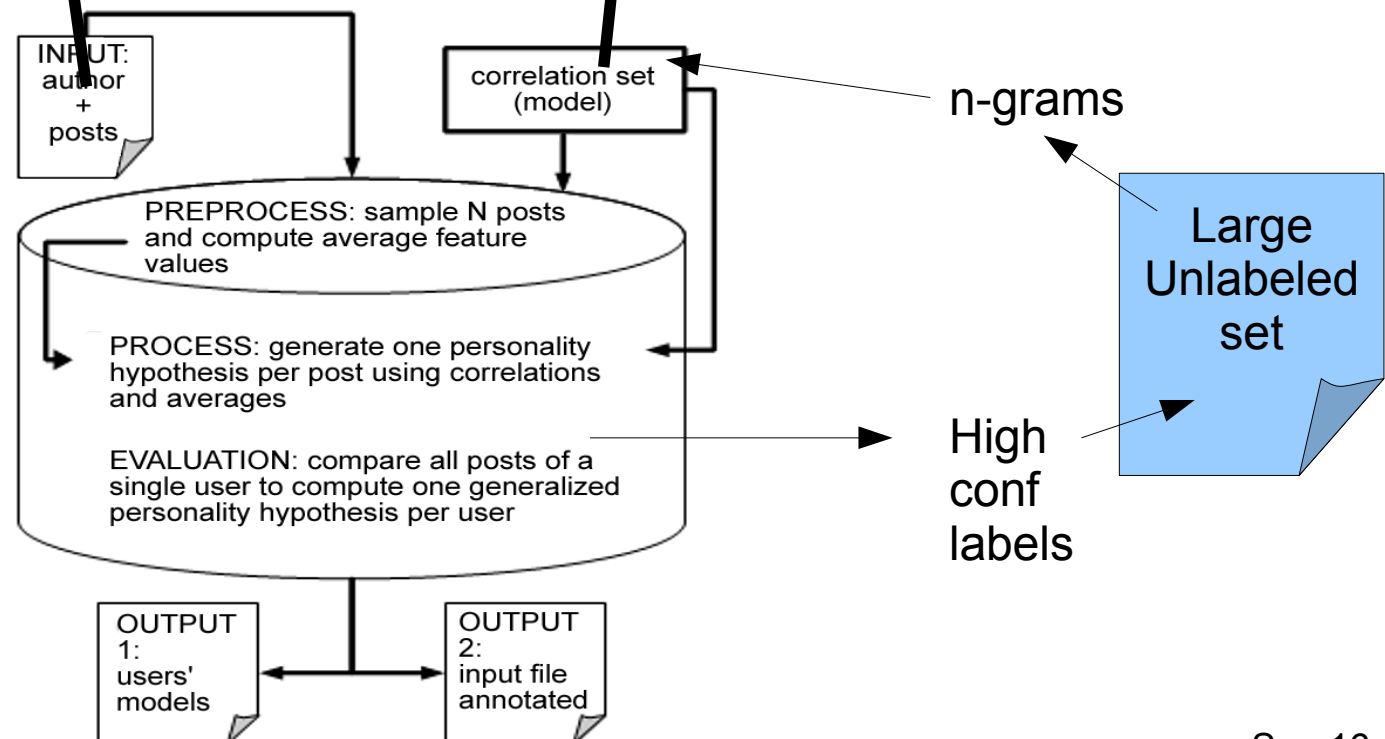 INPUT:
author
+
posts
correlation set
(model)
n-grams
Large
Unlabeled
set
PREPROCESS: sample N posts
and compute average feature
values
PROCESS: generate one personality
hypothesis per post using correlations
and averages
High
conf
labels
EVALUATION: compare all posts of a
single user to compute one generalized
personality hypothesis per user
OUTPUT
1:
users'
models
OUTPUT
2:
input file
annotated